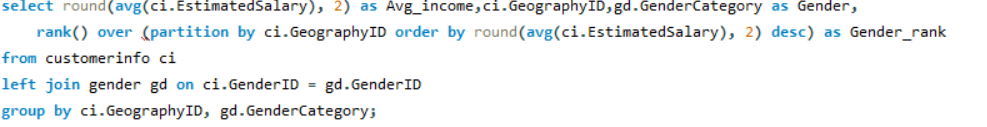 select round(avg(ci.EstimatedSalary), 2) as Avg_income,ci.GeographyID,gd.GenderCategory as Gender,
rank() over (partition by ci.GeographyID order by round(avg(ci.EstimatedSalary), 2) desc) as Gender_rank
from customerinfo ci
left join gender gd on ci.GenderID = gd.GenderID
group by ci.GeographyID, gd.GenderCategory;